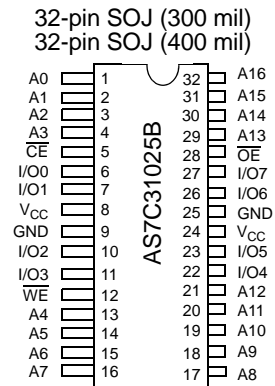 32-pin SOJ (300 mil)
32-pin SOJ (400 mil)
A0 1 32 A16
A1 2 31 A15
A2 3 30 A14
A3 4 29 A13
CE 5 28 OE
I/O0 6 27 I/O7
I/O1 7 26 I/O6
VCC 8 25 GND
GND 9 24 VCC
I/O2 10 23 I/O5
I/O3 11 22 I/O4
WE 12 21 A12
A4 13 20 A11
A5 14 19 A10
A6 15 18 A9
A7 16 17 A8
AS7C31025B